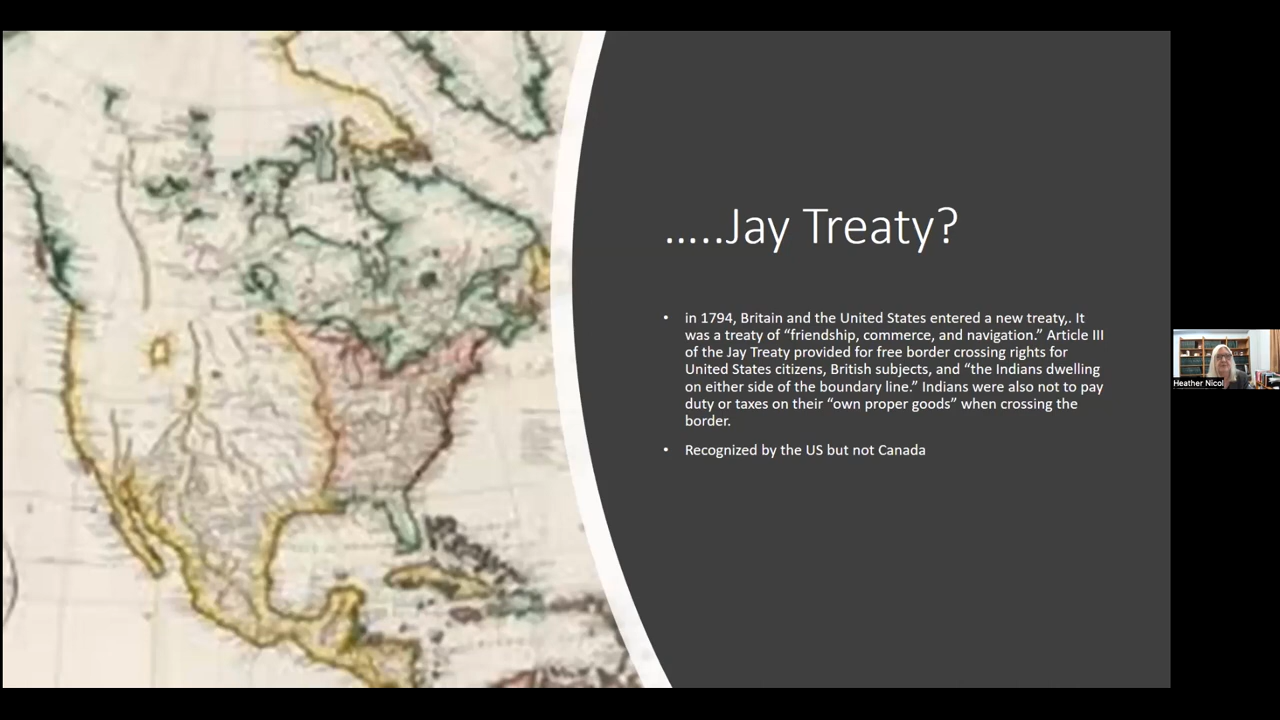 …..Jay Treaty?
• in 1794, Britain and the United States entered a new treaty,. It
was a treaty of “friendship, commerce, and navigation.” Article III
of the Jay Treaty provided for free border crossing rights for
United States citizens, British subjects, and “the Indians dwelling
on either side of the boundary line.” Indians were also not to pay
duty or taxes on their “own proper goods” when crossing the
border.
• Recognized by the US but not Canada
Heather Nicol